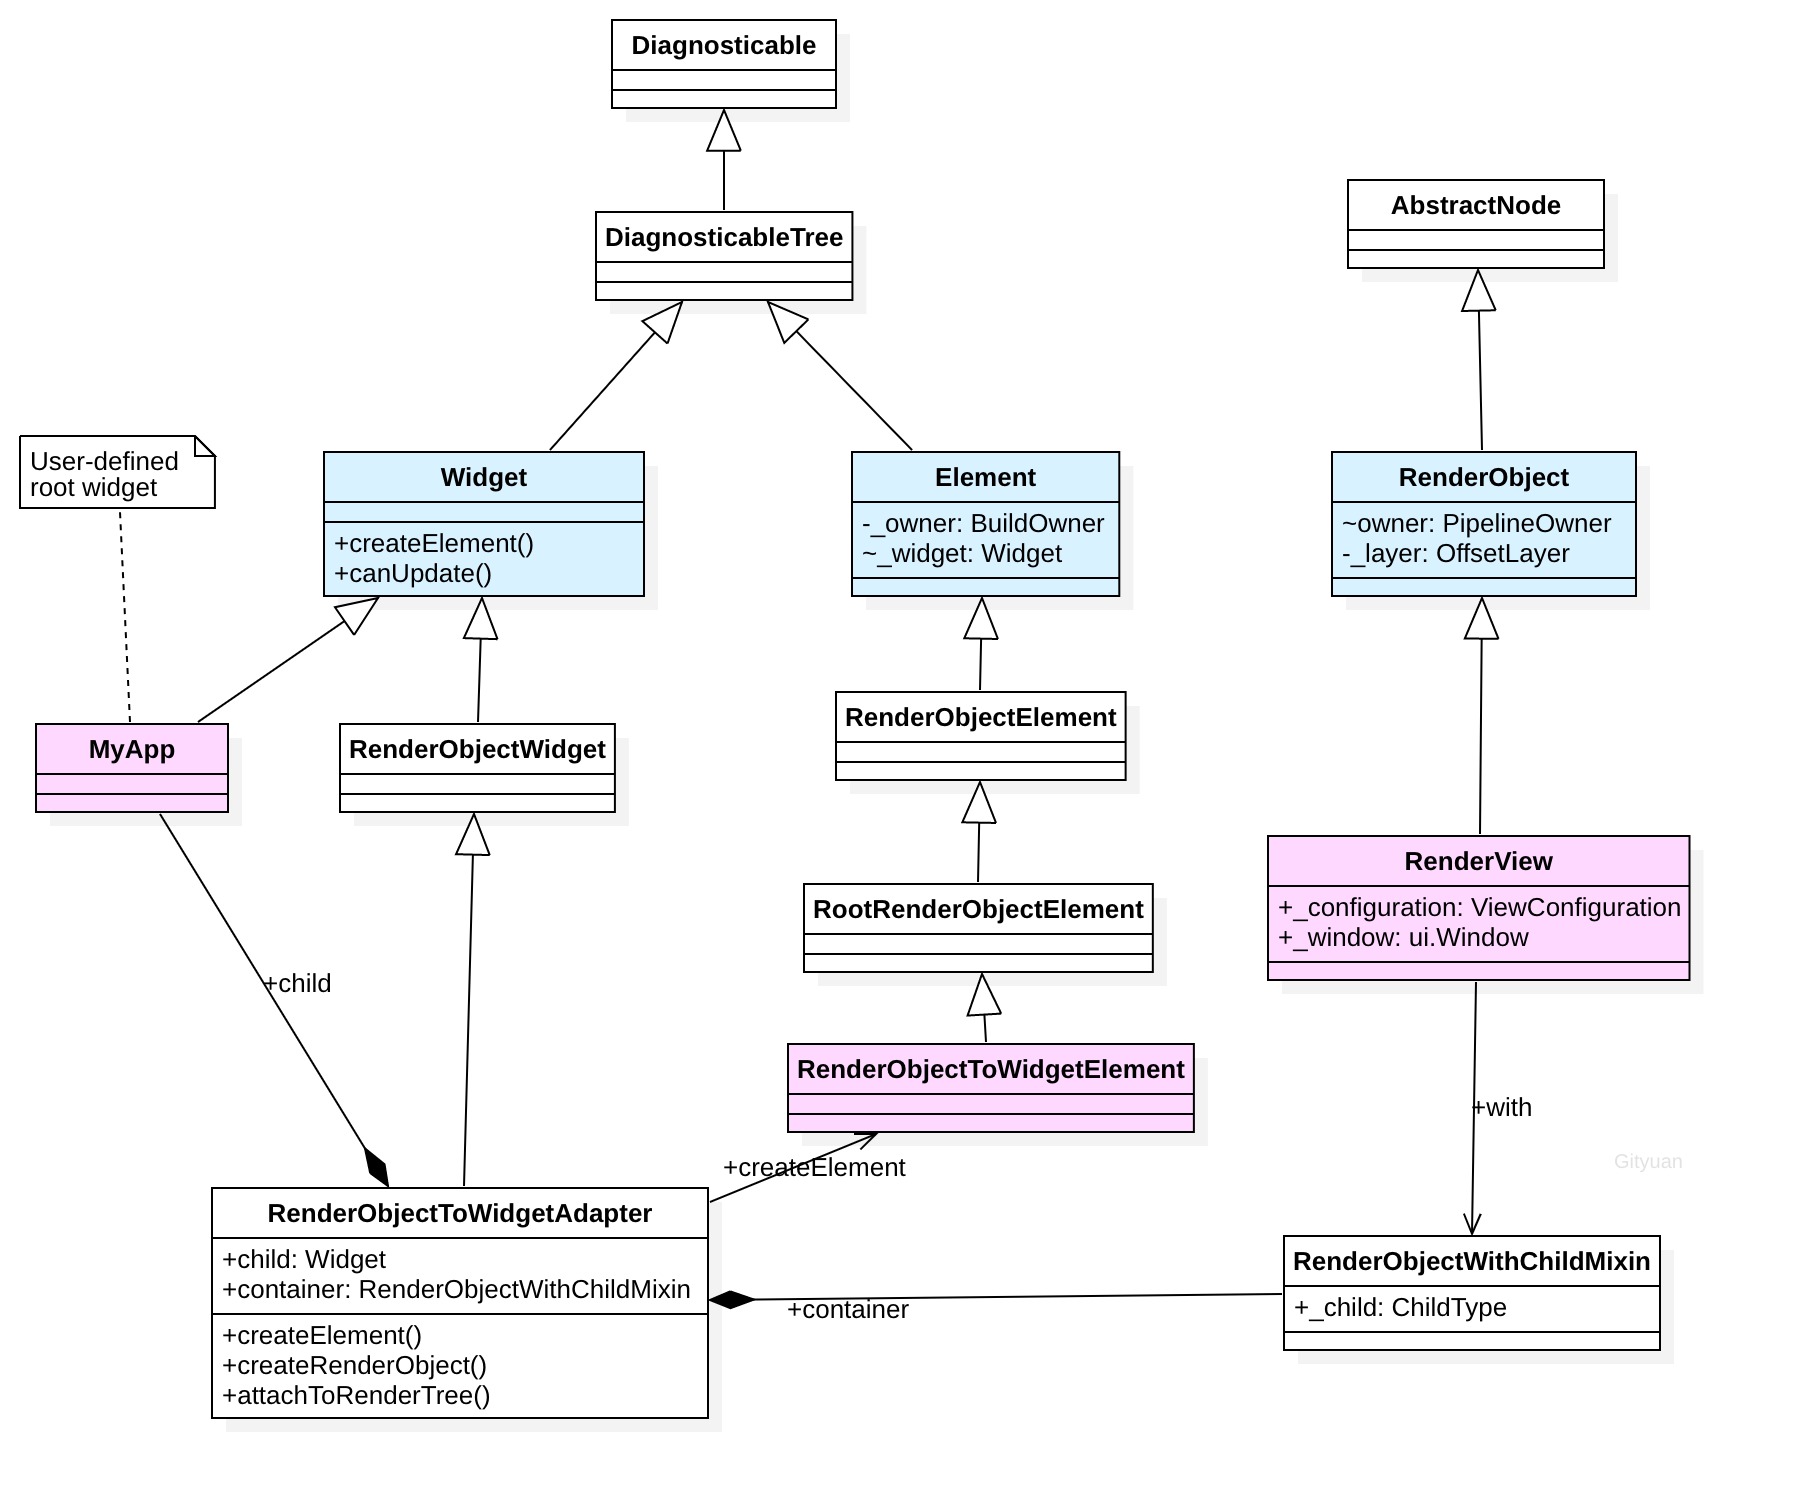 Diagnosticable
DiagnosticableTree
AbstractNode
User-defined
root widget
Widget
+createElement()
+canUpdate()
Element
-_owner: BuildOwner
~_widget: Widget
RenderObject
~owner: PipelineOwner
-_layer: OffsetLayer
MyApp
RenderObjectWidget
RenderObjectElement
RootRenderObjectElement
RenderView
+_configuration: ViewConfiguration
+_window: ui.Window
+child
RenderObjectToWidgetElement
+with
+createElement
Gityuan
RenderObjectToWidgetAdapter
+child: Widget
+container: RenderObjectWithChildMixin
+createElement()
+createRenderObject()
+attachToRenderTree()
+container
RenderObjectWithChildMixin
+_child: ChildType